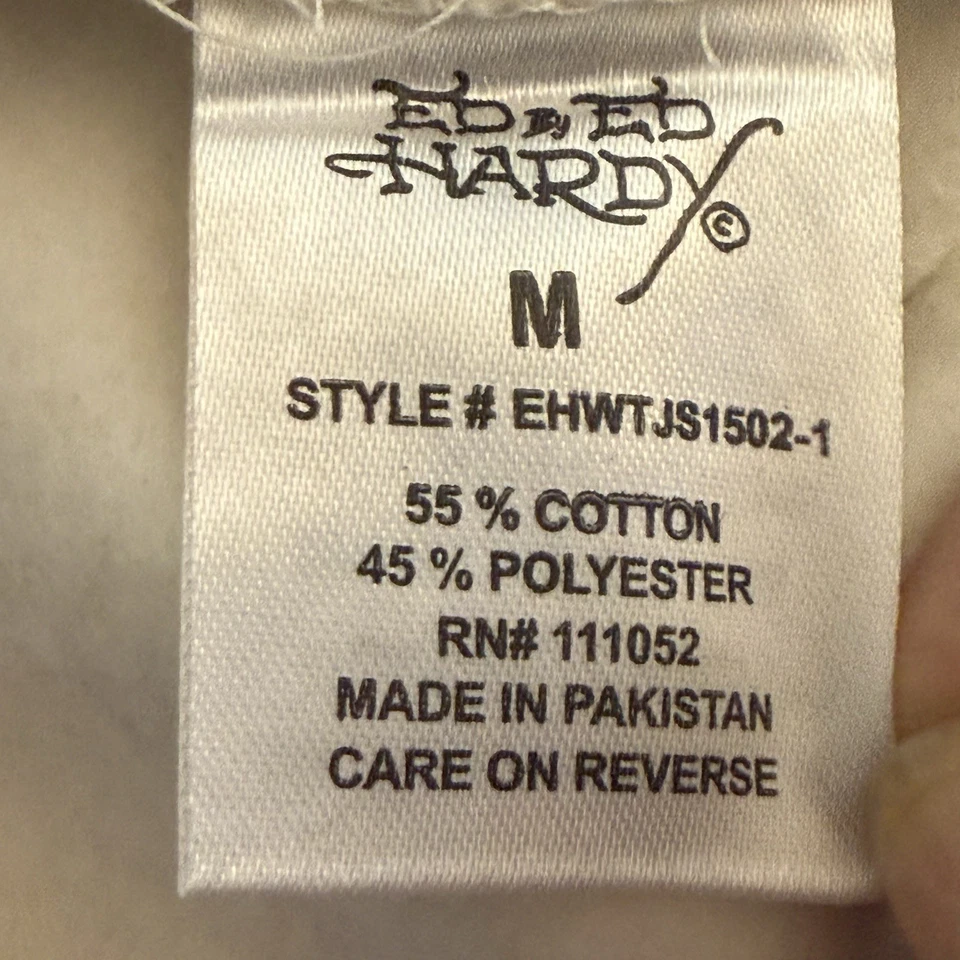 ED By ED
HARDY ©
M
STYLE # EHWTJS1502-1
55 % COTTON
45 % POLYESTER
RN# 111052
MADE IN PAKISTAN
CARE ON REVERSE